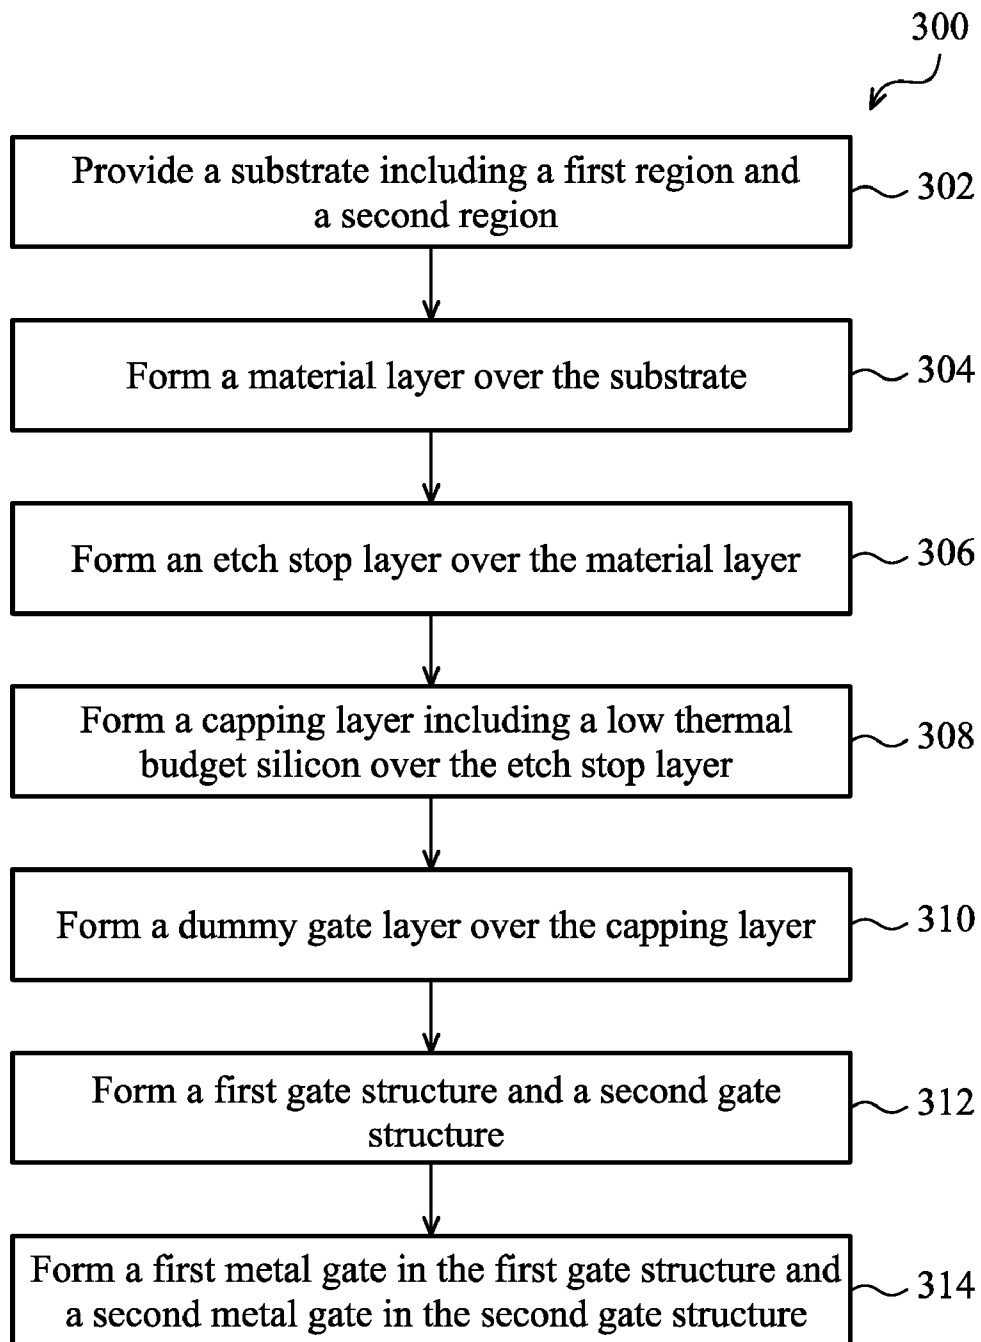 300
Provide a substrate including a first region and
a second region
302
Form a material layer over the substrate
304
Form an etch stop layer over the material layer
306
Form a capping layer including a low thermal
budget silicon over the etch stop layer
308
Form a dummy gate layer over the capping layer
310
Form a first gate structure and a second gate
structure
312
Form a first metal gate in the first gate structure and
a second metal gate in the second gate structure
314